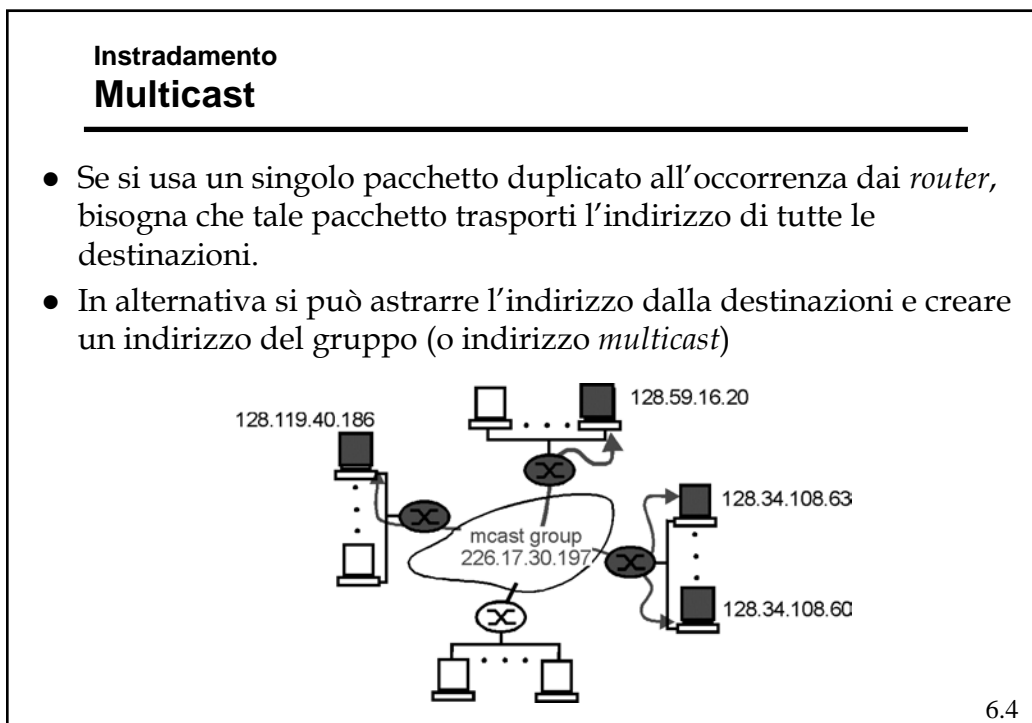 Instradamento
Multicast
● Se si usa un singolo pacchetto duplicato all'occorrenza dai router,
bisogna che tale pacchetto trasporti l'indirizzo di tutte le
destinazioni.
● In alternativa si può astrarre l'indirizzo dalla destinazioni e creare
un indirizzo del gruppo (o indirizzo multicast)
128.59.16.20
128.119.40.186
128.34.108.63
mcast group
226.17.30.197
128.34.108.60
6.4